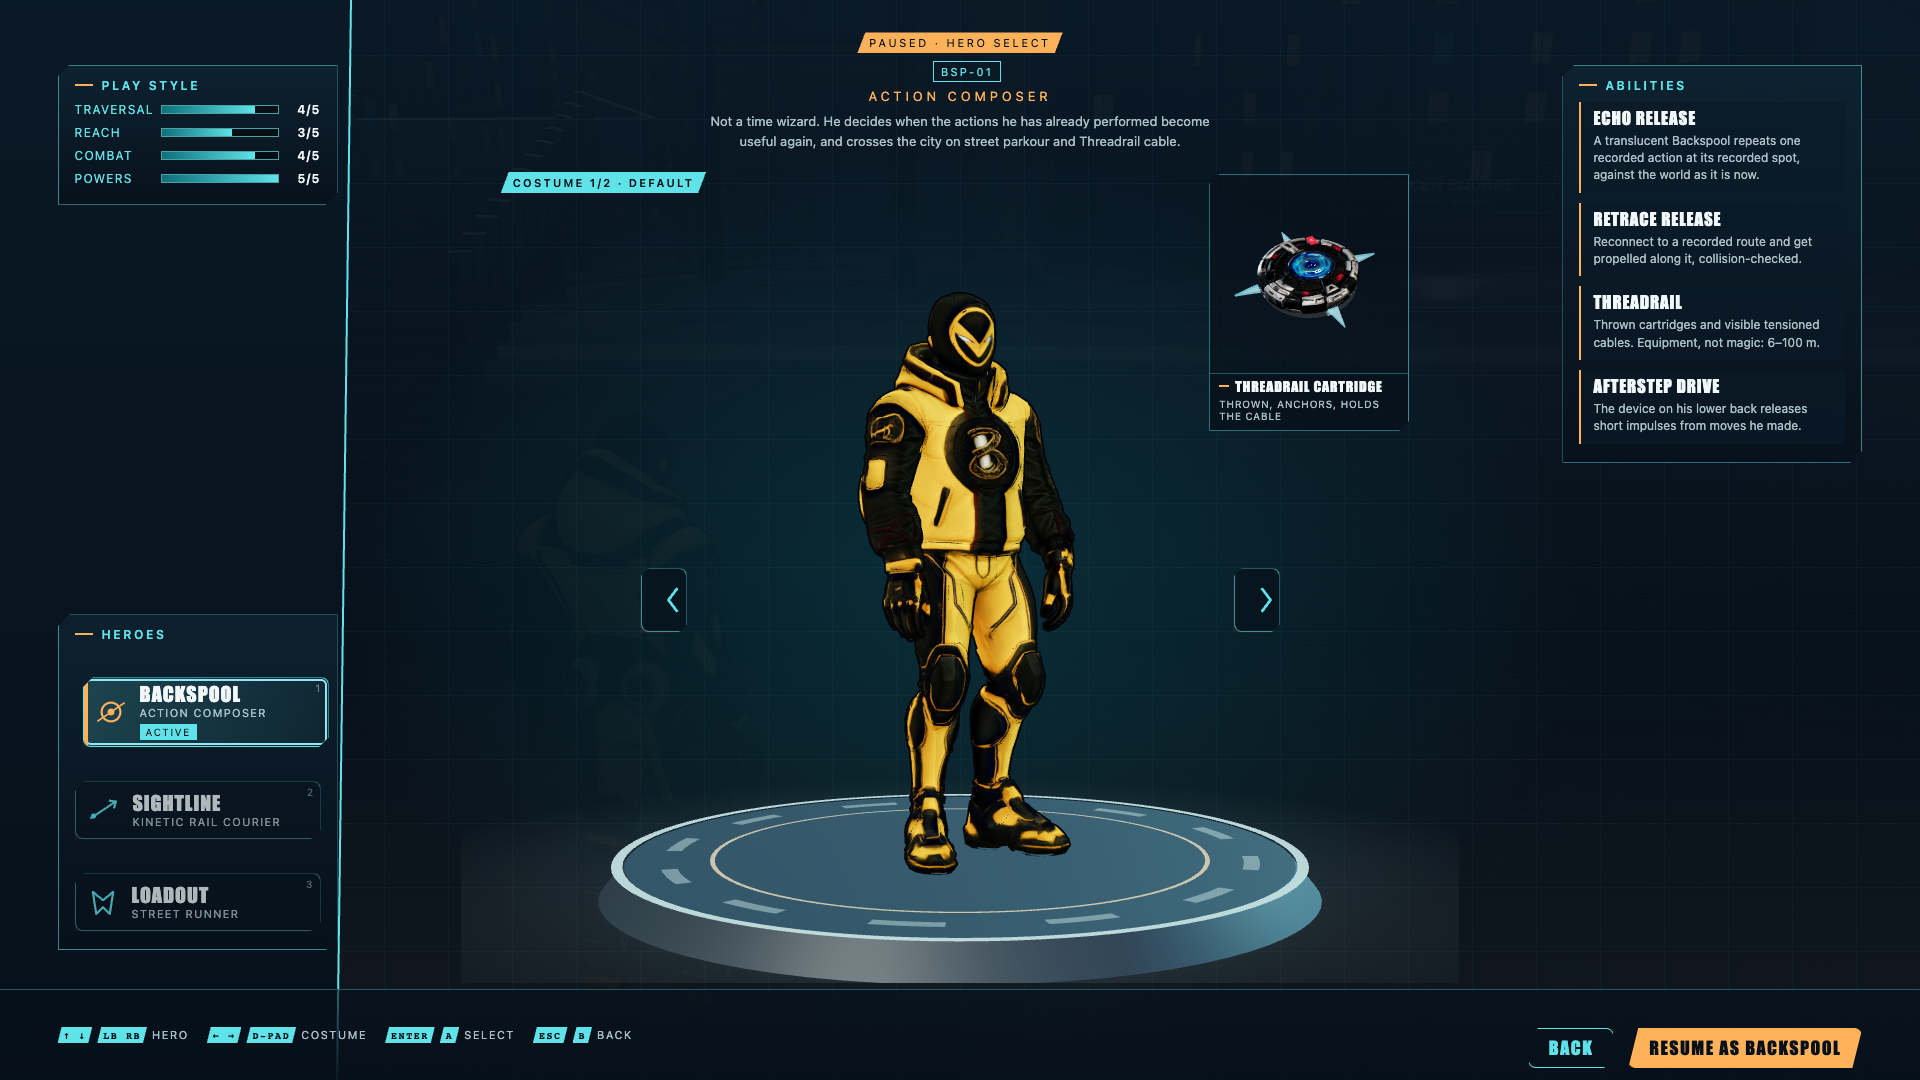 PAUSED · HERO SELECT
BSP-01
ACTION COMPOSER
Not a time wizard. He decides when the actions he has already performed become
useful again, and crosses the city on street parkour and Threadrail cable.
PLAY STYLE
TRAVERSAL 4/5
REACH 3/5
COMBAT 4/5
POWERS 5/5
COSTUME 1/2 · DEFAULT
THREADRAIL CARTRIDGE
THROWN, ANCHORS, HOLDS
THE CABLE
ABILITIES
ECHO RELEASE
A translucent Backspool repeats one
recorded action at its recorded spot,
against the world as it is now.
RETRACE RELEASE
Reconnect to a recorded route and get
propelled along it, collision-checked.
THREADRAIL
Thrown cartridges and visible tensioned
cables. Equipment, not magic: 6–100 m.
AFTERSTEP DRIVE
The device on his lower back releases
short impulses from moves he made.
HEROES
BACKSPOOL 1
ACTION COMPOSER
ACTIVE
SIGHTLINE 2
KINETIC RAIL COURIER
LOADOUT 3
STREET RUNNER
↑ ↓ LB RB HERO ← → D-PAD COSTUME ENTER A SELECT ESC B BACK
BACK
RESUME AS BACKSPOOL